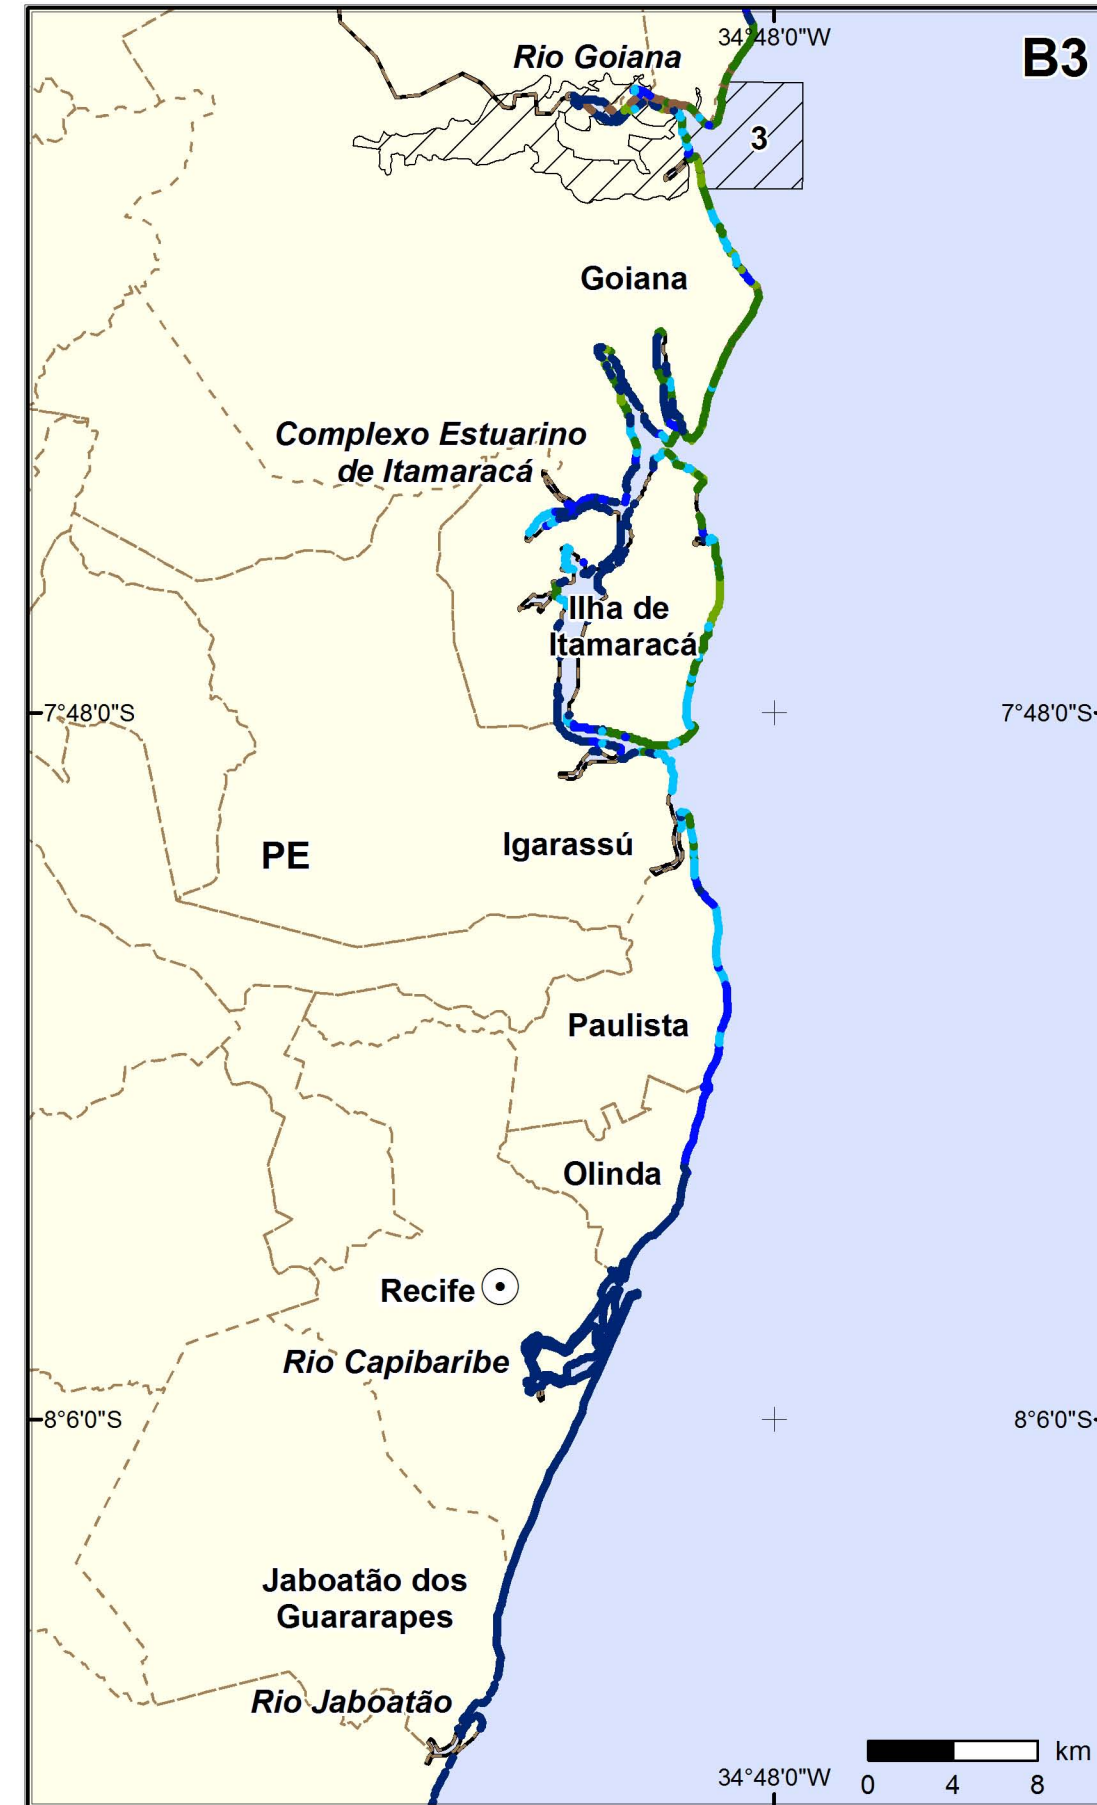 34°48'0"W
B3
Rio Goiana
3
Goiana
Complexo Estuarino
de Itamaracá
Ilha de
Itamaracá
7°48'0"S
7°48'0"S
Igarassú
PE
Paulista
Olinda
Recife
Rio Capibaribe
8°6'0"S
8°6'0"S
Jaboatão dos
Guararapes
Rio Jaboatão
34°48'0"W
km
0 4 8